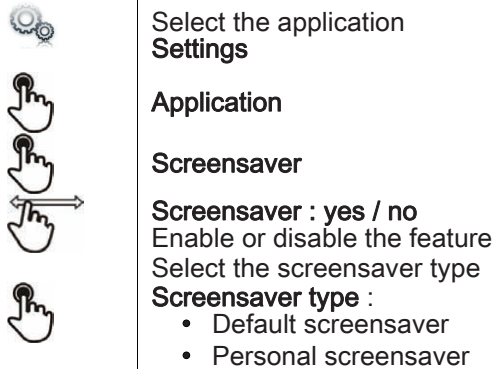 Select the application
Settings
Application
Screensaver
Screensaver : yes / no
Enable or disable the feature
Select the screensaver type
Screensaver type :
• Default screensaver
• Personal screensaver